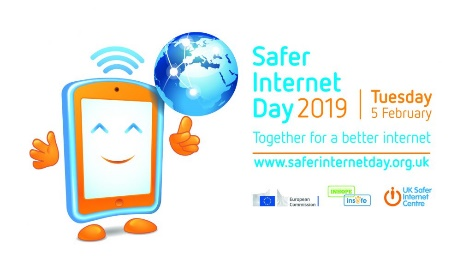 Safer
Internet
Day 2019
Tuesday
5 February
Together for a better internet
www.saferinternetday.org.uk
European
Commission
inhope
insafe
UK Safer
Internet
Centre